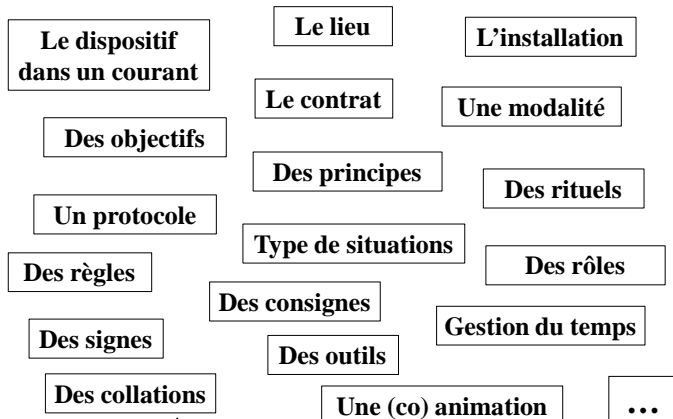 Le dispositif
dans un courant
Le lieu
L'installation
Le contrat
Une modalité
Des objectifs
Des principes
Des rituels
Un protocole
Type de situations
Des rôles
Des règles
Des consignes
Gestion du temps
Des signes
Des outils
Des collations
Une (co) animation
...